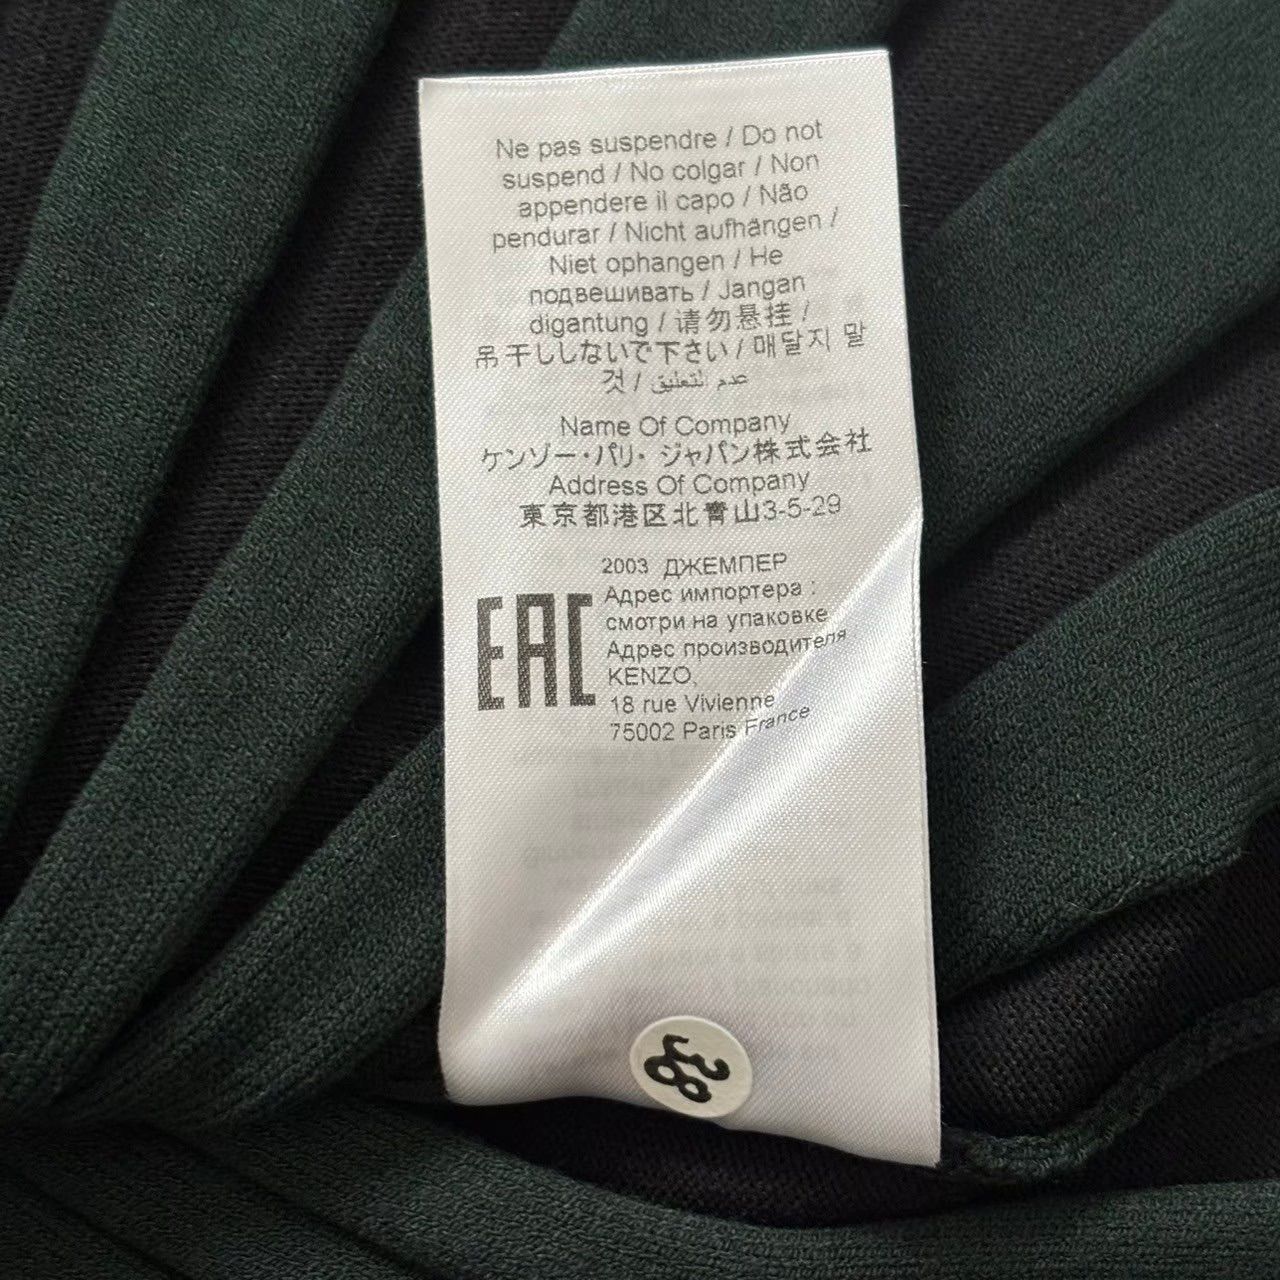 Ne pas suspendre / Do not
suspend / No colgar / Non
appendere il capo / Não
pendurar / Nicht aufhängen /
Niet ophangen / Не
подвешивать / Jangan
digantung / 请勿悬挂 /
吊干ししないで下さい / 매달지 말
것 / عدم التعليق
Name Of Company
ケンゾー・パリ・ジャパン株式会社
Address Of Company
東京都港区北青山3-5-29
2003 ДЖЕМПЕР
EAC
Адрес импортера :
смотри на упаковке
Адрес производителя
KENZO,
18 rue Vivienne
75002 Paris France